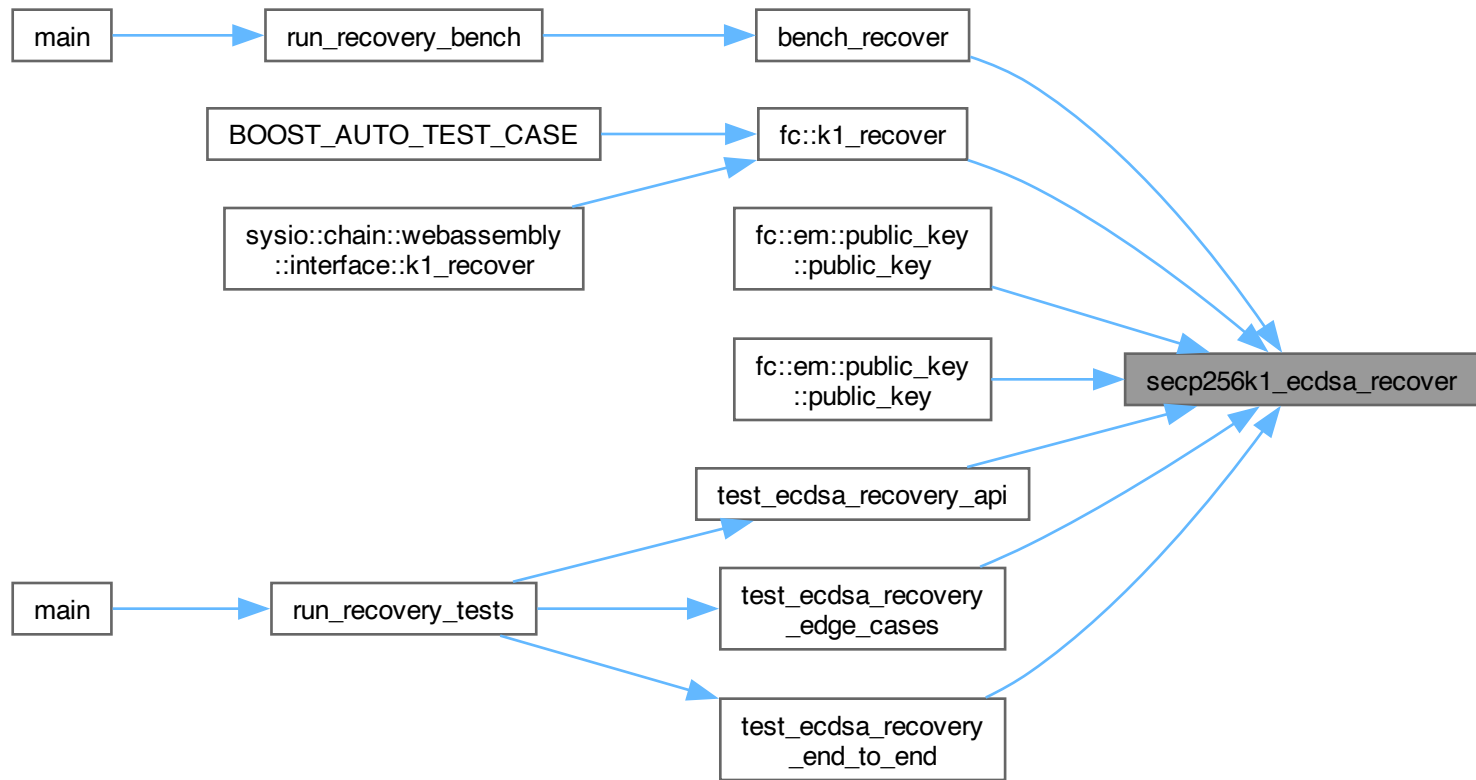 main
run_recovery_bench
bench_recover
BOOST_AUTO_TEST_CASE
fc::k1_recover
sysio::chain::webassembly
::interface::k1_recover
fc::em::public_key
::public_key
fc::em::public_key
::public_key
secp256k1_ecdsa_recover
test_ecdsa_recovery_api
main
run_recovery_tests
test_ecdsa_recovery
_edge_cases
test_ecdsa_recovery
_end_to_end